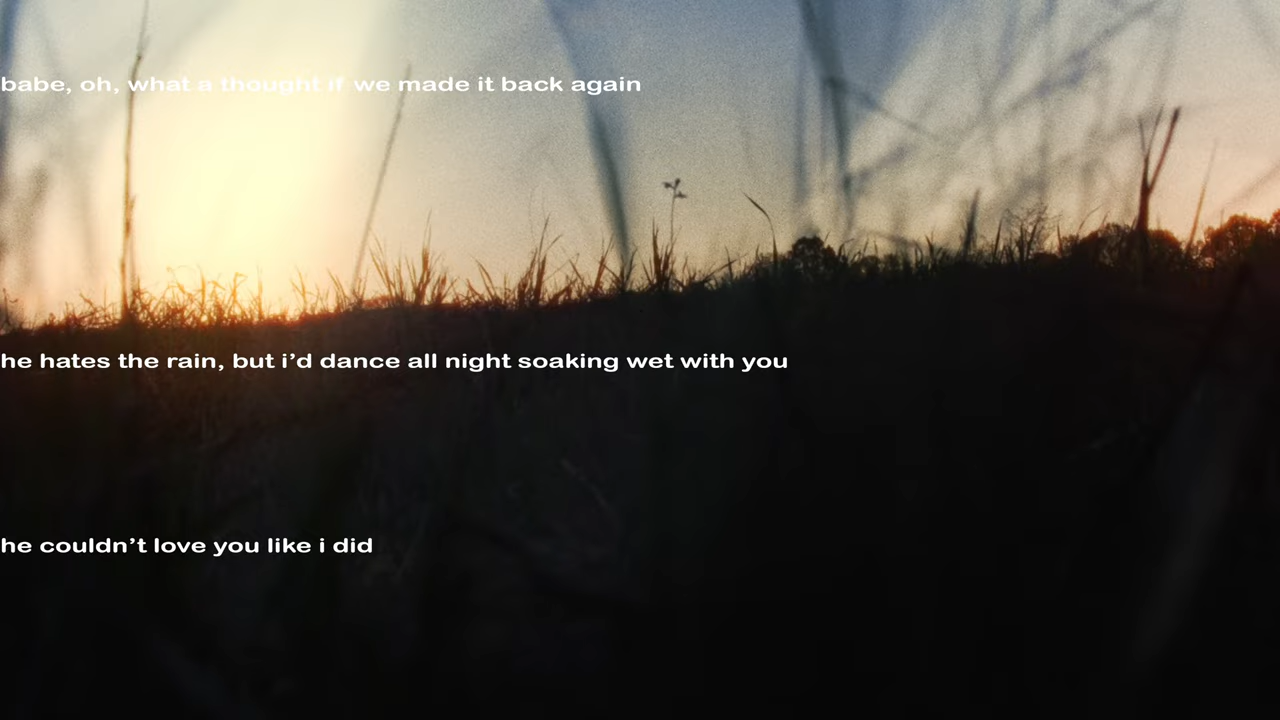 babe, oh, what a thought if we made it back again
he hates the rain, but i’d dance all night soaking wet with you
he couldn’t love you like i did